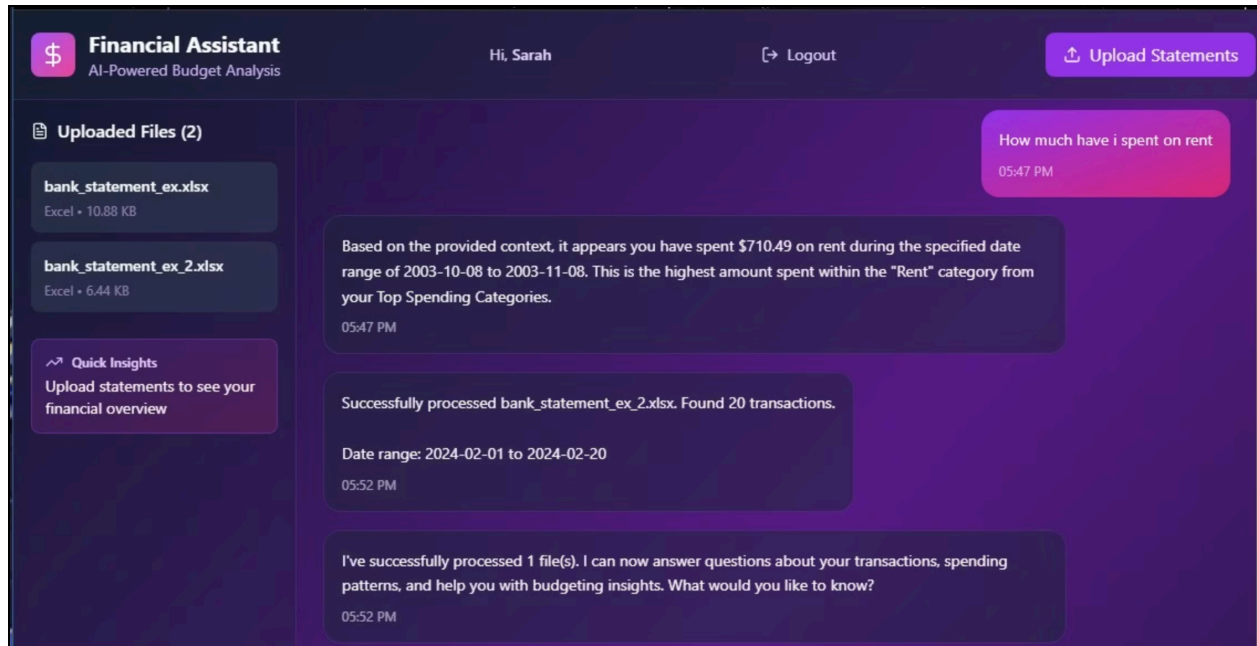 Financial Assistant
AI-Powered Budget Analysis
Hi, Sarah
Logout
Upload Statements
Uploaded Files (2)
bank_statement_ex.xlsx
Excel • 10.88 KB
bank_statement_ex_2.xlsx
Excel • 6.44 KB
Quick Insights
Upload statements to see your
financial overview
How much have i spent on rent
05:47 PM
Based on the provided context, it appears you have spent $710.49 on rent during the specified date
range of 2003-10-08 to 2003-11-08. This is the highest amount spent within the "Rent" category from
your Top Spending Categories.
05:47 PM
Successfully processed bank_statement_ex_2.xlsx. Found 20 transactions.
Date range: 2024-02-01 to 2024-02-20
05:52 PM
I've successfully processed 1 file(s). I can now answer questions about your transactions, spending
patterns, and help you with budgeting insights. What would you like to know?
05:52 PM